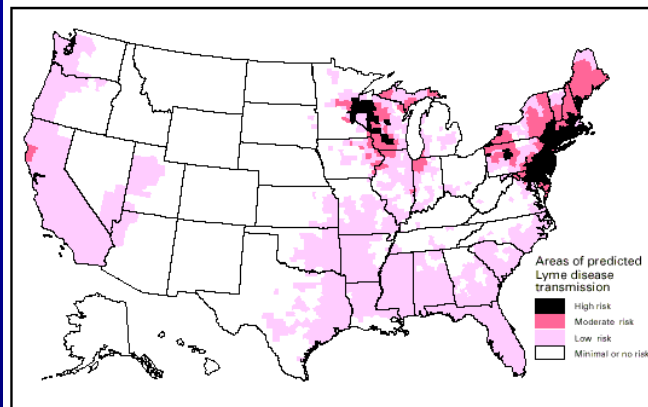 Areas of predicted
Lyme disease
transmission
High risk
Moderate risk
Low risk
Minimal or no risk